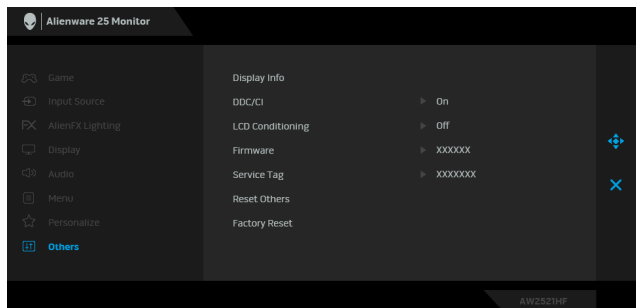 Alienware 25 Monitor
Game
Input Source
AlienFX Lighting
Display
Audio
Menu
Personalize
Others
Display Info
DDC/CI On
LCD Conditioning Off
Firmware XXXXXX
Service Tag XXXXXXX
Reset Others
Factory Reset
AW2521HF